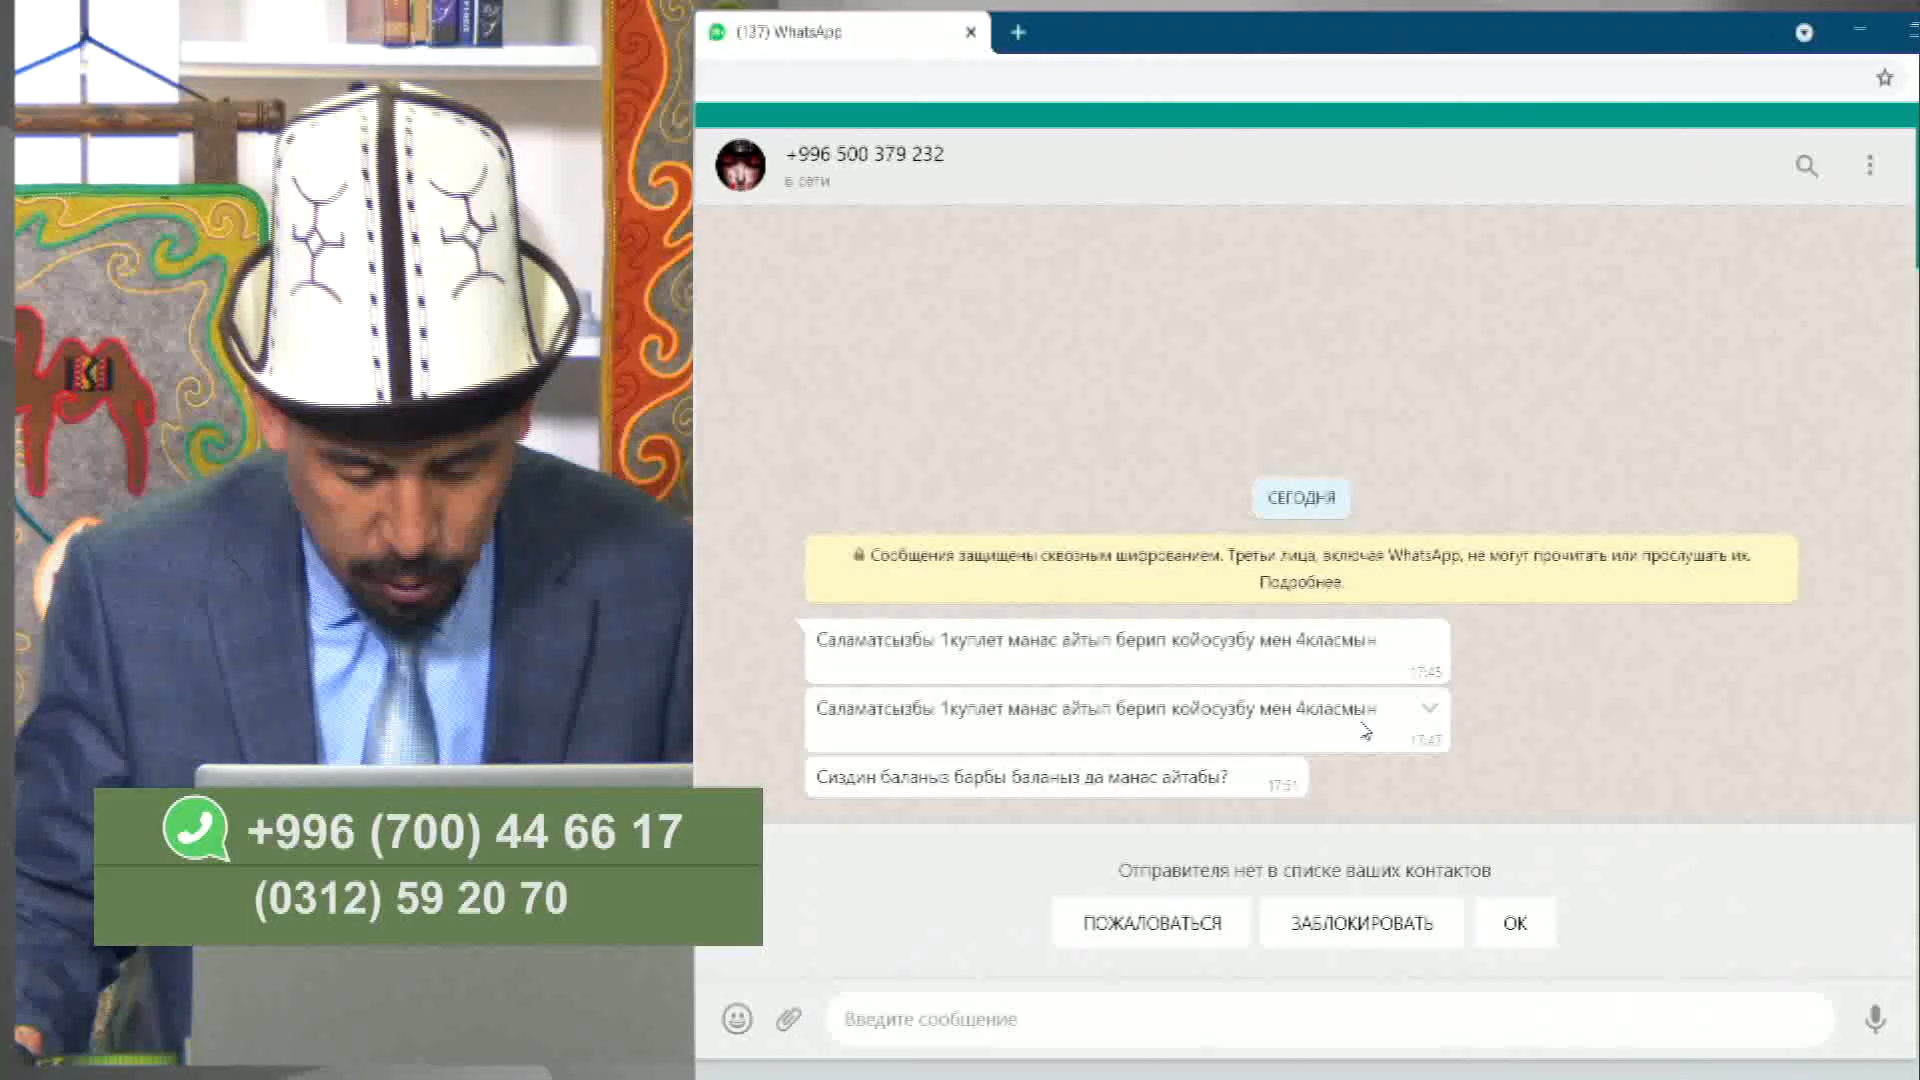 (137) WhatsApp
+996 500 379 232
в сети
СЕГОДНЯ
Сообщения защищены сквозным шифрованием. Третьи лица, включая WhatsApp, не могут прочитать или прослушать их.
Подробнее.
Саламатсызбы 1куплет манас айтып берип койосузбу мен 4класмын
17:45
Саламатсызбы 1куплет манас айтып берип койосузбу мен 4класмын
17:47
Сиздин баланыз барбы баланыз да манас айтабы?
17:51
+996 (700) 44 66 17
(0312) 59 20 70
Отправителя нет в списке ваших контактов
ПОЖАЛОВАТЬСЯ
ЗАБЛОКИРОВАТЬ
ОК
Введите сообщение